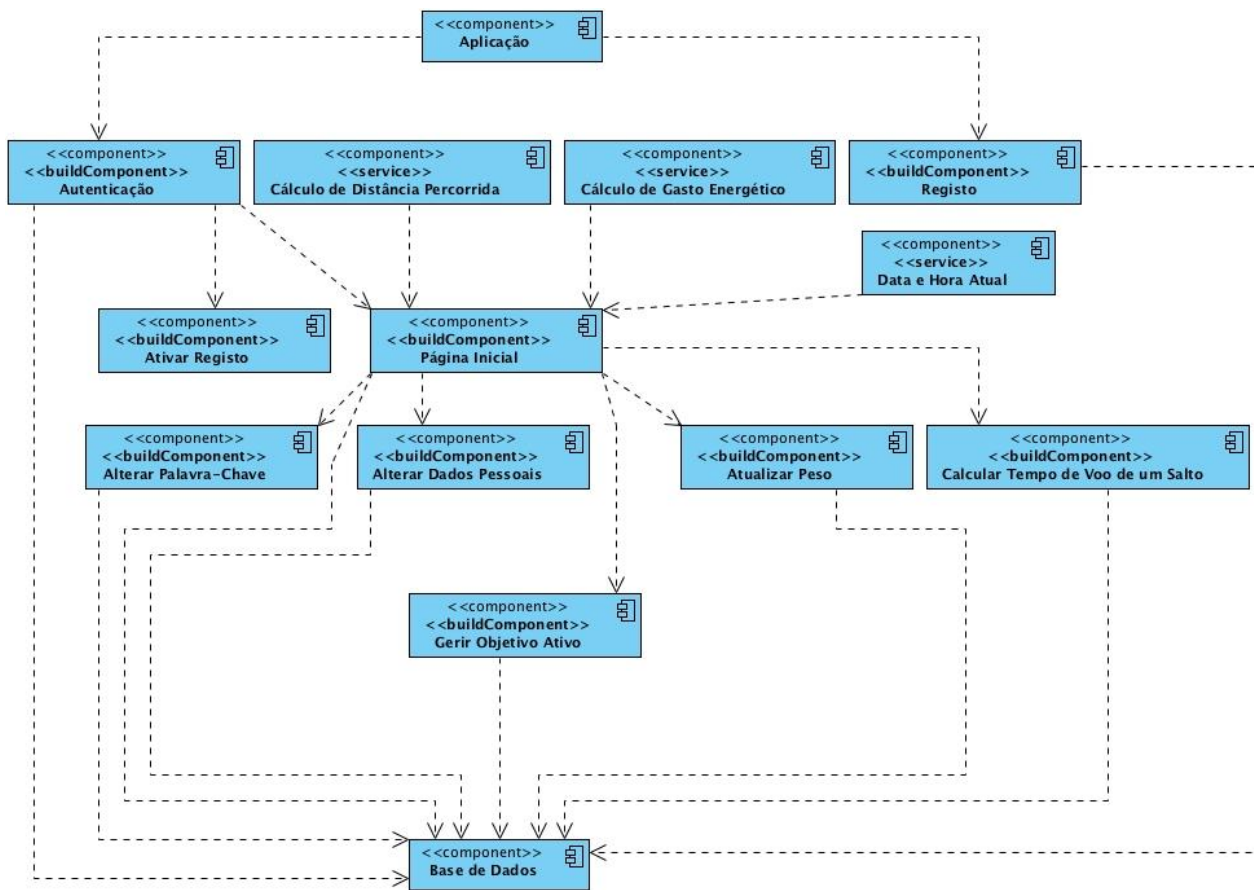 <<component>>
Aplicação
<<component>>
<<buildComponent>>
Autenticação
<<component>>
<<service>>
Cálculo de Distância Percorrida
<<component>>
<<service>>
Cálculo de Gasto Energético
<<component>>
<<buildComponent>>
Registo
<<component>>
<<service>>
Data e Hora Atual
<<component>>
<<buildComponent>>
Ativar Registo
<<component>>
<<buildComponent>>
Página Inicial
<<component>>
<<buildComponent>>
Alterar Palavra-Chave
<<component>>
<<buildComponent>>
Alterar Dados Pessoais
<<component>>
<<buildComponent>>
Atualizar Peso
<<component>>
<<buildComponent>>
Calcular Tempo de Voo de um Salto
<<component>>
<<buildComponent>>
Gerir Objetivo Ativo
<<component>>
Base de Dados